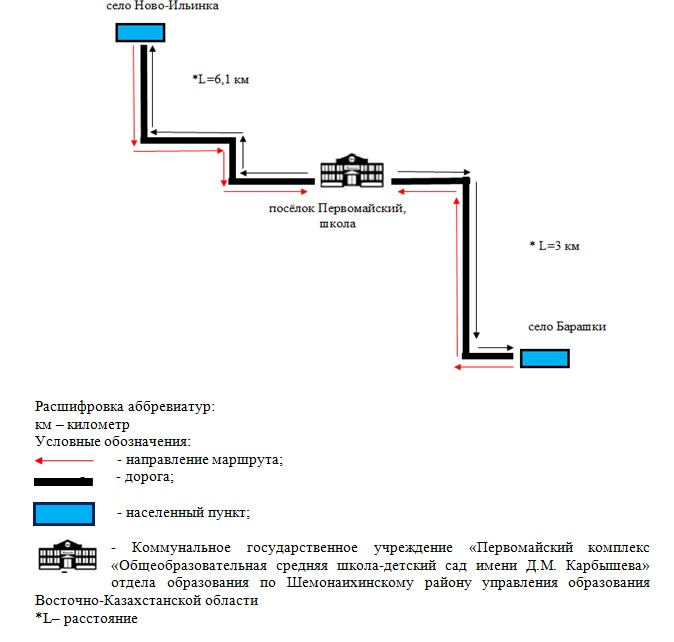 село Ново-Ильинка
*L=6,1 км
посёлок Первомайский,
школа
* L=3 км
село Барашки
Расшифровка аббревиатур:
км – километр
Условные обозначения:
- направление маршрута;
- дорога;
- населенный пункт;
- Коммунальное государственное учреждение «Первомайский комплекс
«Общеобразовательная средняя школа-детский сад имени Д.М. Карбышева»
отдела образования по Шемонаихинскому району управления образования
Восточно-Казахстанской области
*L– расстояние